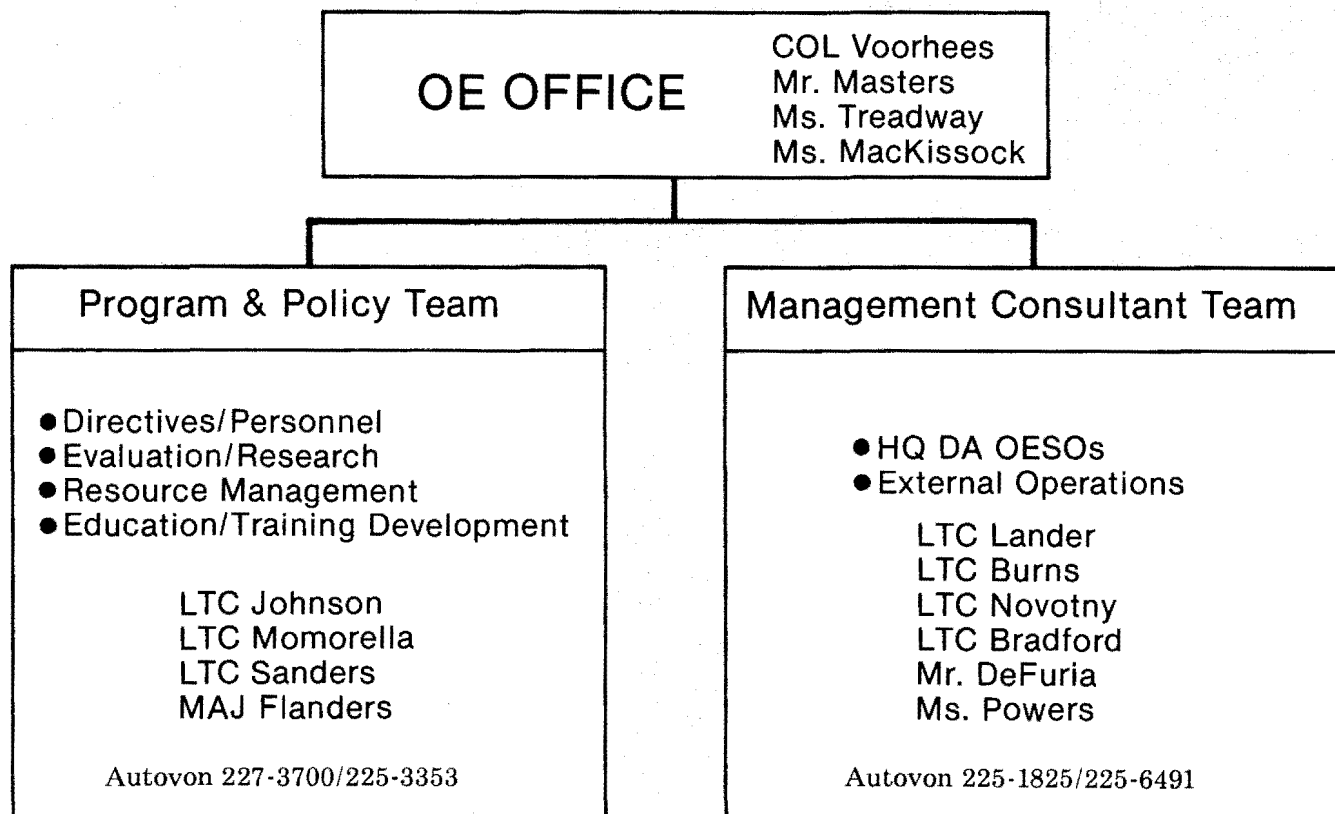 OE OFFICE
COL Voorhees
Mr. Masters
Ms. Treadway
Ms. MacKissock
Program & Policy Team
● Directives/Personnel
● Evaluation/Research
● Resource Management
● Education/Training Development
LTC Johnson
LTC Momorella
LTC Sanders
MAJ Flanders
Autovon 227-3700/225-3353
Management Consultant Team
● HQ DA OESOs
● External Operations
LTC Lander
LTC Burns
LTC Novotny
LTC Bradford
Mr. DeFuria
Ms. Powers
Autovon 225-1825/225-6491